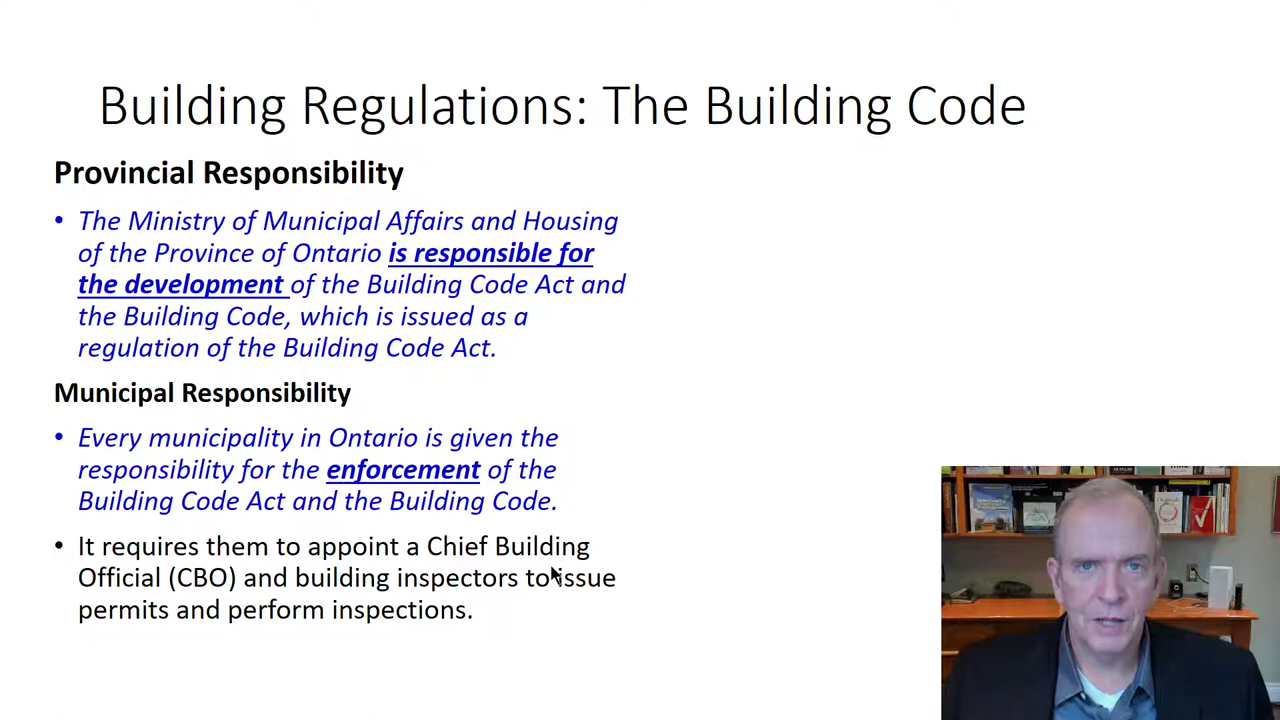 Building Regulations: The Building Code
Provincial Responsibility
• The Ministry of Municipal Affairs and Housing
of the Province of Ontario is responsible for
the development of the Building Code Act and
the Building Code, which is issued as a
regulation of the Building Code Act.
Municipal Responsibility
• Every municipality in Ontario is given the
responsibility for the enforcement of the
Building Code Act and the Building Code.
• It requires them to appoint a Chief Building
Official (CBO) and building inspectors to issue
permits and perform inspections.